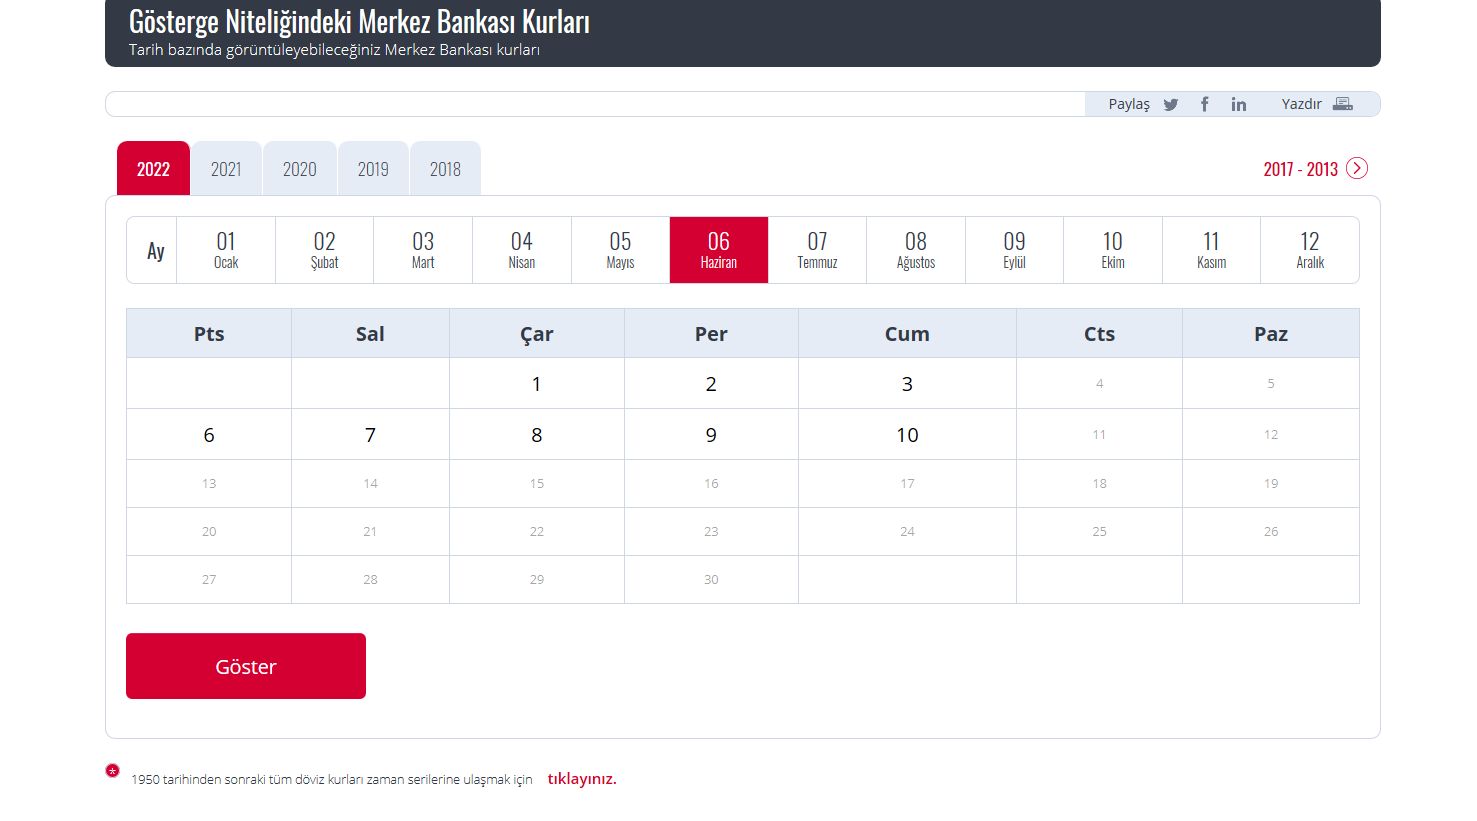 Gösterge Niteliğindeki Merkez Bankası Kurları
Tarih bazında görüntüleyebileceğiniz Merkez Bankası kurları
Paylaş Yazdır
2022 2021 2020 2019 2018 2017 - 2013
Ay 01 02 03 04 05 06 07 08 09 10 11 12
Ocak Şubat Mart Nisan Mayıs Haziran Temmuz Ağustos Eylül Ekim Kasım Aralık
Pts Sal Çar Per Cum Cts Paz
1 2 3 4 5
6 7 8 9 10 11 12
13 14 15 16 17 18 19
20 21 22 23 24 25 26
27 28 29 30
Göster
1950 tarihinden sonraki tüm döviz kurları zaman serilerine ulaşmak için tıklayınız.